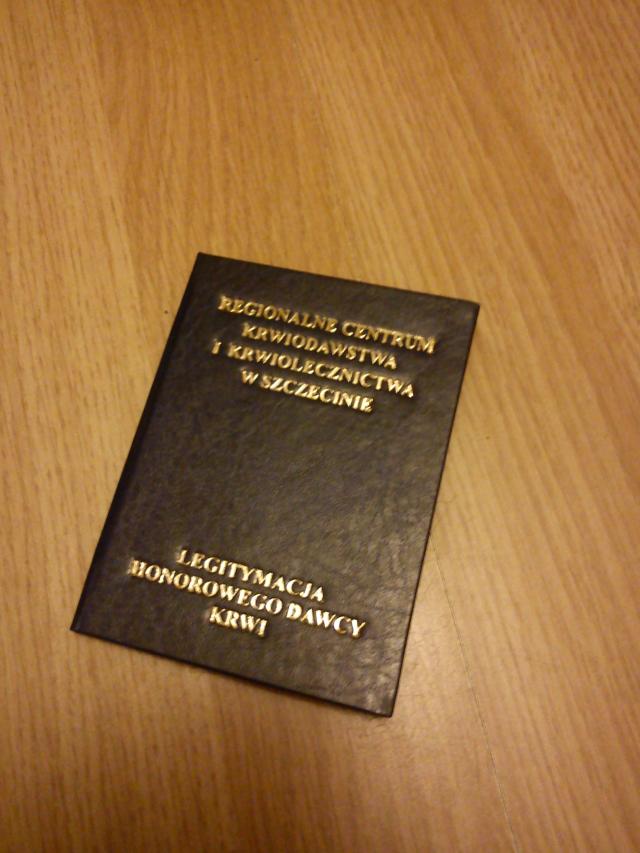 REGIONALNE CENTRUM
KRWIODAWSTWA
I KRWIOLECZNICTWA
W SZCZECINIE
LEGITYMACJA
HONOROWEGO DAWCY
KRWI